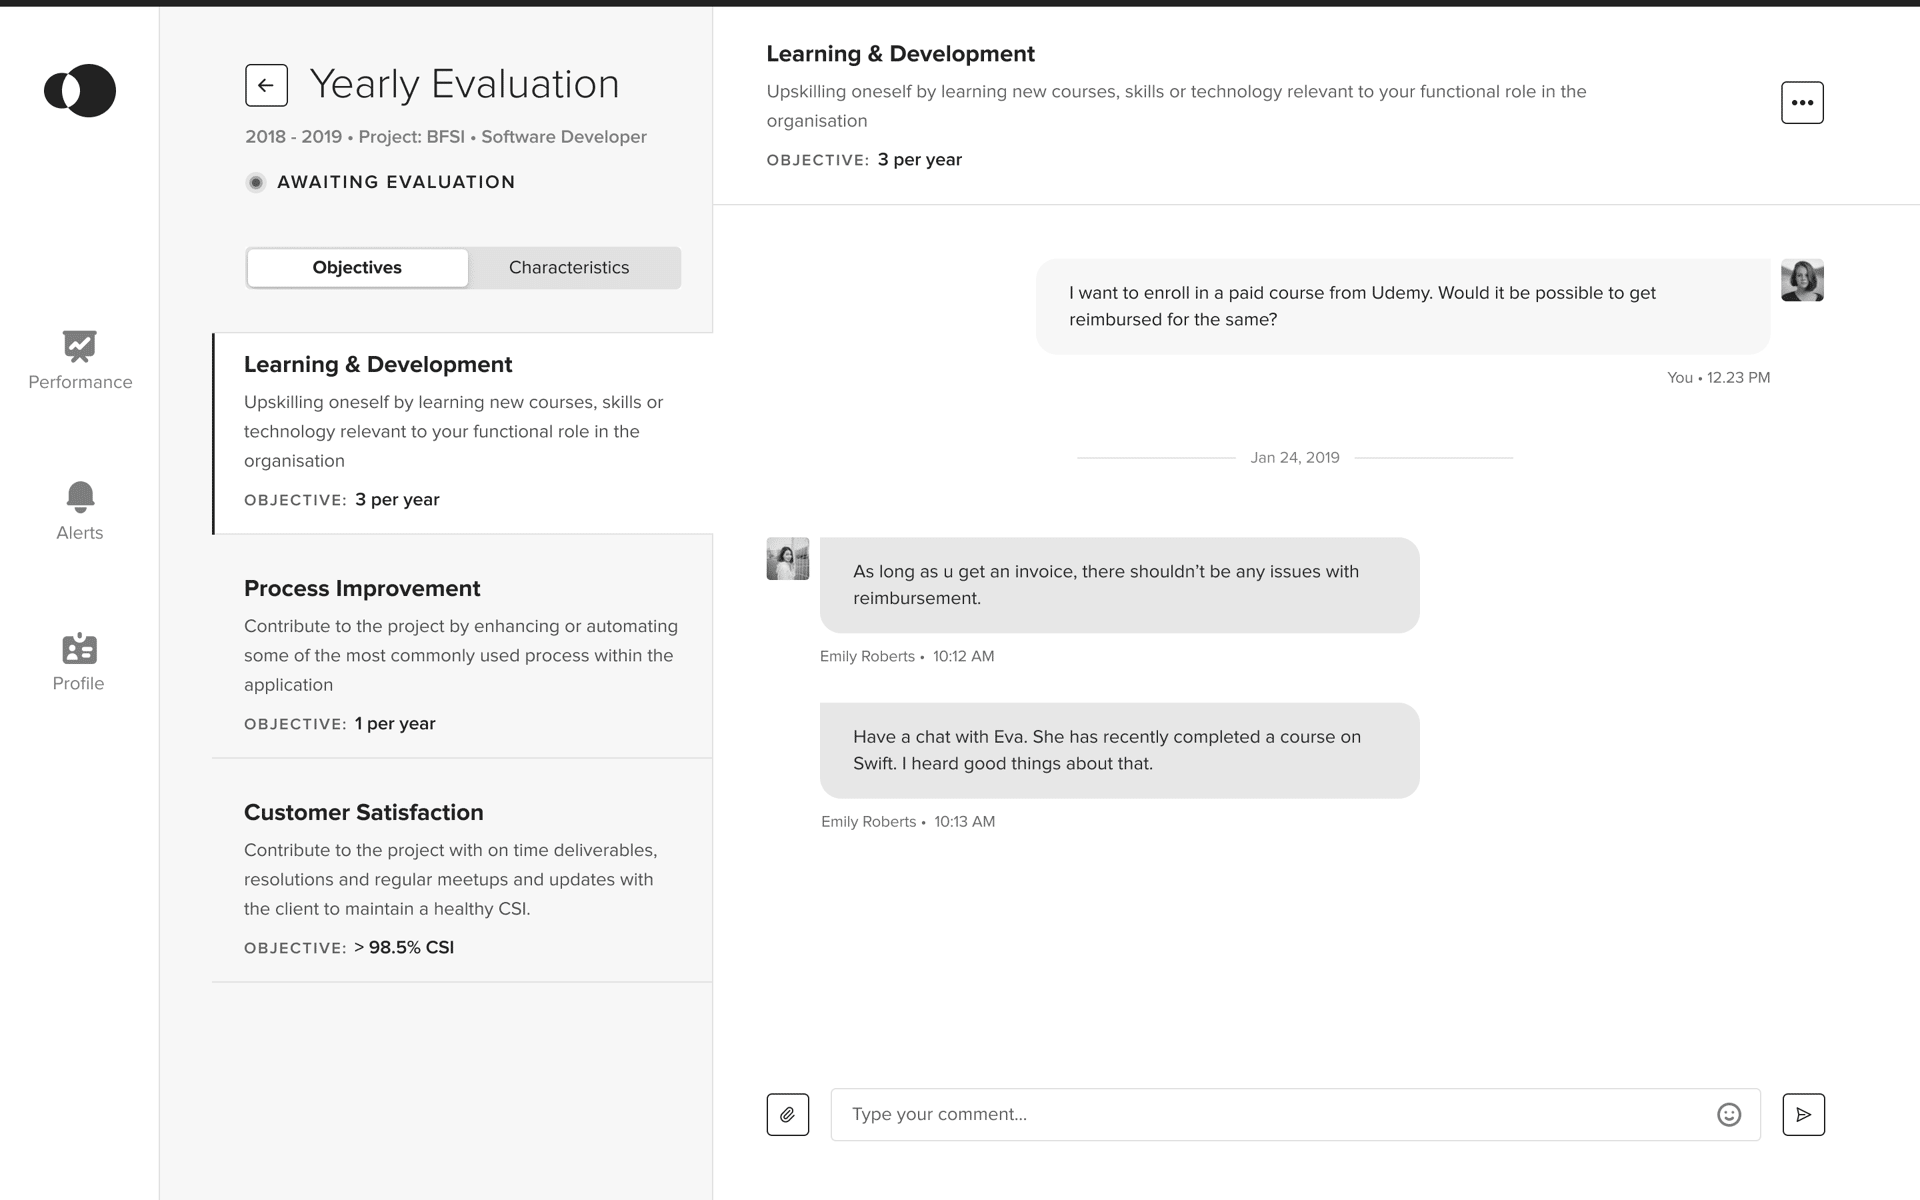 Performance
Alerts
Profile
Yearly Evaluation
2018 - 2019 • Project: BFSI • Software Developer
AWAITING EVALUATION
Objectives
Characteristics
Learning & Development
Upskilling oneself by learning new courses, skills or
technology relevant to your functional role in the
organisation
OBJECTIVE: 3 per year
Process Improvement
Contribute to the project by enhancing or automating
some of the most commonly used process within the
application
OBJECTIVE: 1 per year
Customer Satisfaction
Contribute to the project with on time deliverables,
resolutions and regular meetups and updates with
the client to maintain a healthy CSI.
OBJECTIVE: > 98.5% CSI
Learning & Development
Upskilling oneself by learning new courses, skills or technology relevant to your functional role in the
organisation
OBJECTIVE: 3 per year
I want to enroll in a paid course from Udemy. Would it be possible to get
reimbursed for the same?
You • 12.23 PM
Jan 24, 2019
As long as u get an invoice, there shouldn’t be any issues with
reimbursement.
Emily Roberts • 10:12 AM
Have a chat with Eva. She has recently completed a course on
Swift. I heard good things about that.
Emily Roberts • 10:13 AM
Type your comment...